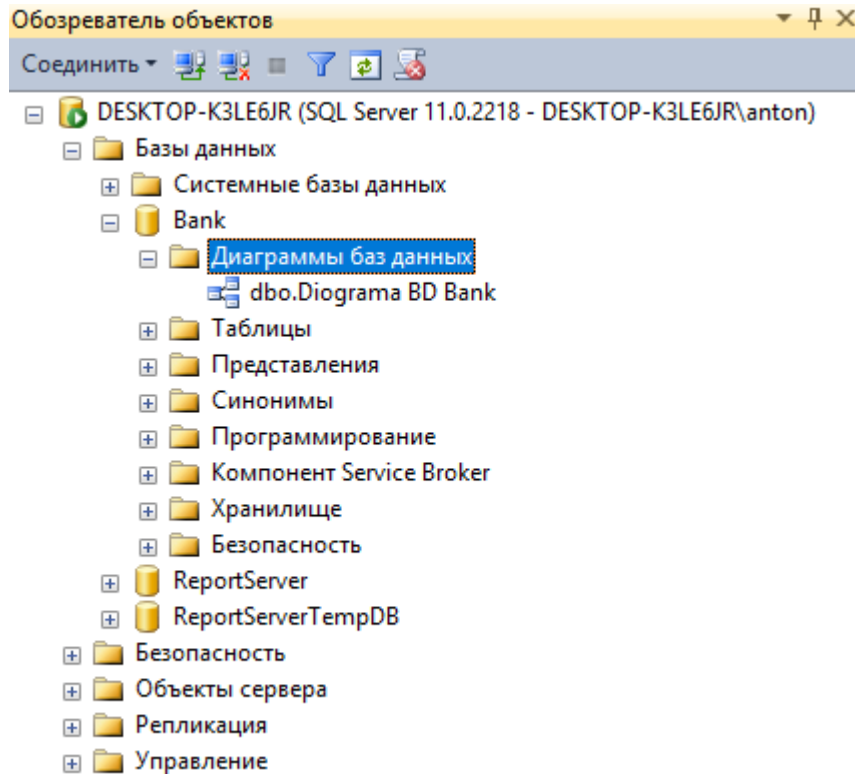 Обозреватель объектов
Соединить
DESKTOP-K3LE6JR (SQL Server 11.0.2218 - DESKTOP-K3LE6JR\anton)
Базы данных
Системные базы данных
Bank
Диаграммы баз данных
dbo.Diograma BD Bank
Таблицы
Представления
Синонимы
Программирование
Компонент Service Broker
Хранилище
Безопасность
ReportServer
ReportServerTempDB
Безопасность
Объекты сервера
Репликация
Управление